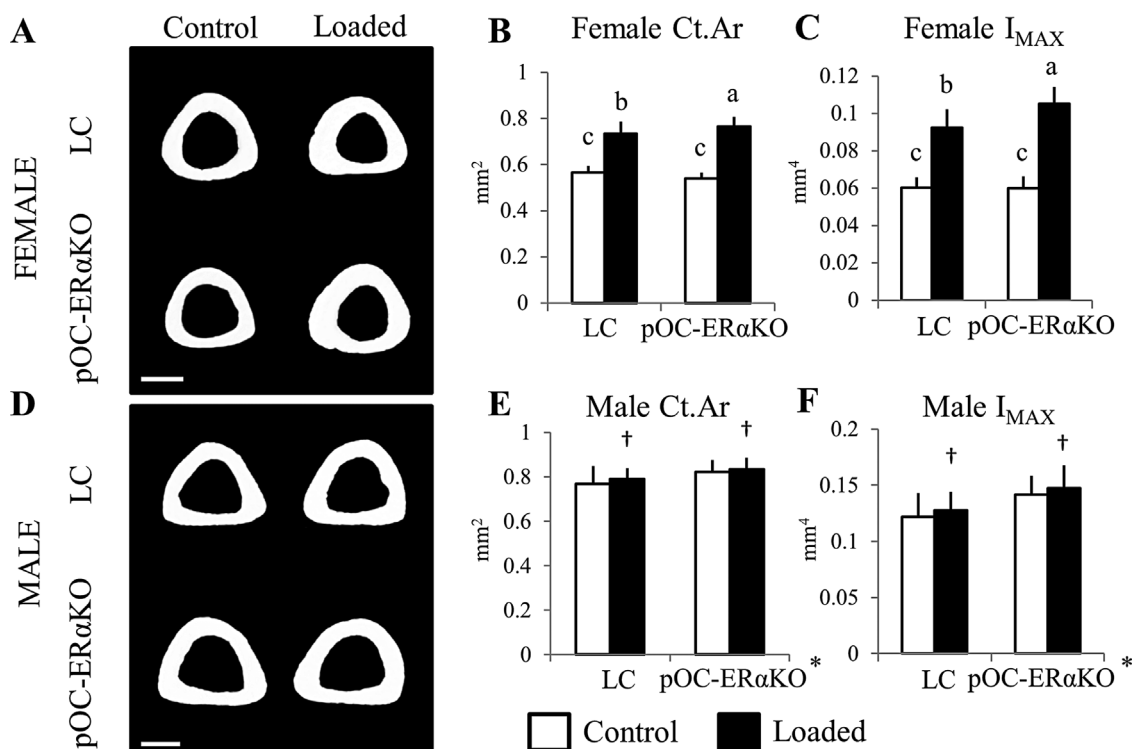 A
Control Loaded
FEMALE
LC
pOC-ERαKO
B Female Ct.Ar
mm²
1
0.8
0.6
0.4
0.2
0
c b c a
LC pOC-ERαKO
C Female I_MAX
mm⁴
0.12
0.1
0.08
0.06
0.04
0.02
0
c b c a
LC pOC-ERαKO
D
MALE
LC
pOC-ERαKO
E Male Ct.Ar
mm²
1
0.8
0.6
0.4
0.2
0
† †
LC pOC-ERαKO *
F Male I_MAX
mm⁴
0.2
0.15
0.1
0.05
0
† †
LC pOC-ERαKO *
Control Loaded